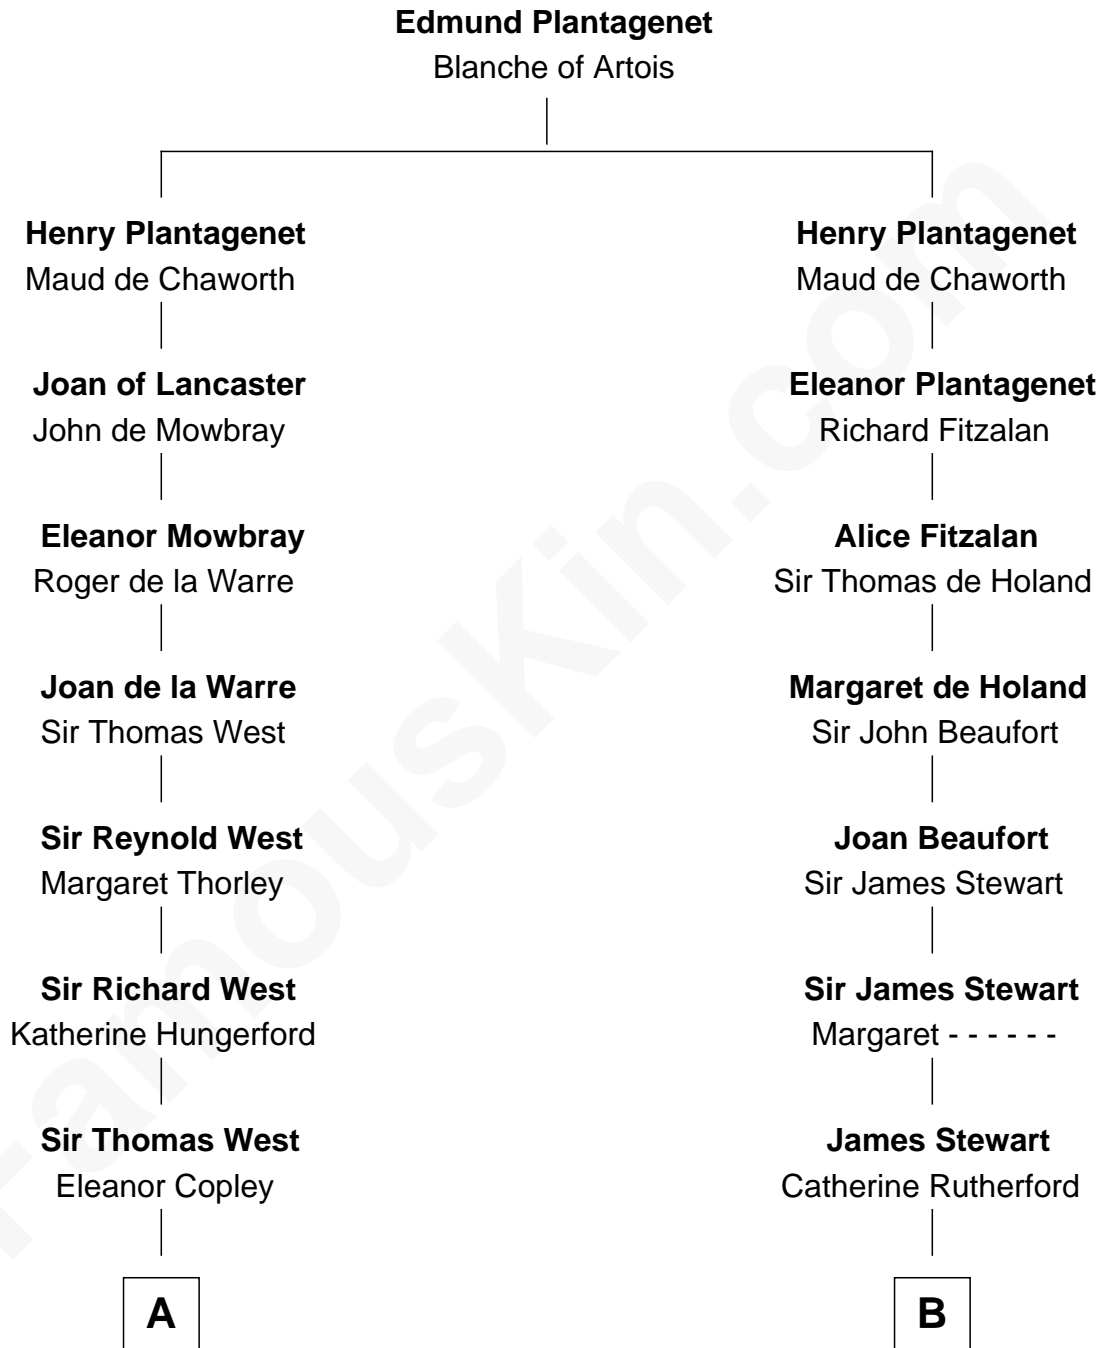 Edmund Plantagenet
Blanche of Artois
Henry Plantagenet
Maud de Chaworth
Joan of Lancaster
John de Mowbray
Eleanor Mowbray
Roger de la Warre
Joan de la Warre
Sir Thomas West
Sir Reynold West
Margaret Thorley
Sir Richard West
Katherine Hungerford
Sir Thomas West
Eleanor Copley
A
Henry Plantagenet
Maud de Chaworth
Eleanor Plantagenet
Richard Fitzalan
Alice Fitzalan
Sir Thomas de Holand
Margaret de Holand
Sir John Beaufort
Joan Beaufort
Sir James Stewart
Sir James Stewart
Margaret - - - - - -
James Stewart
Catherine Rutherford
B
FamousKin.com